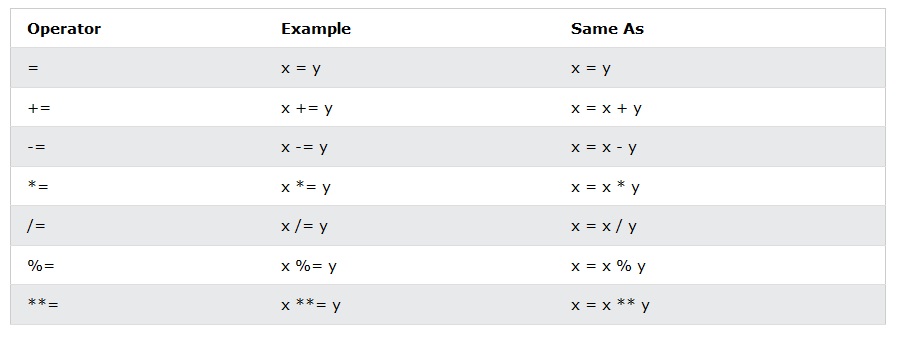 Operator Example Same As
= x = y x = y
+= x += y x = x + y
-= x -= y x = x - y
*= x *= y x = x * y
/= x /= y x = x / y
%= x %= y x = x % y
**= x **= y x = x ** y